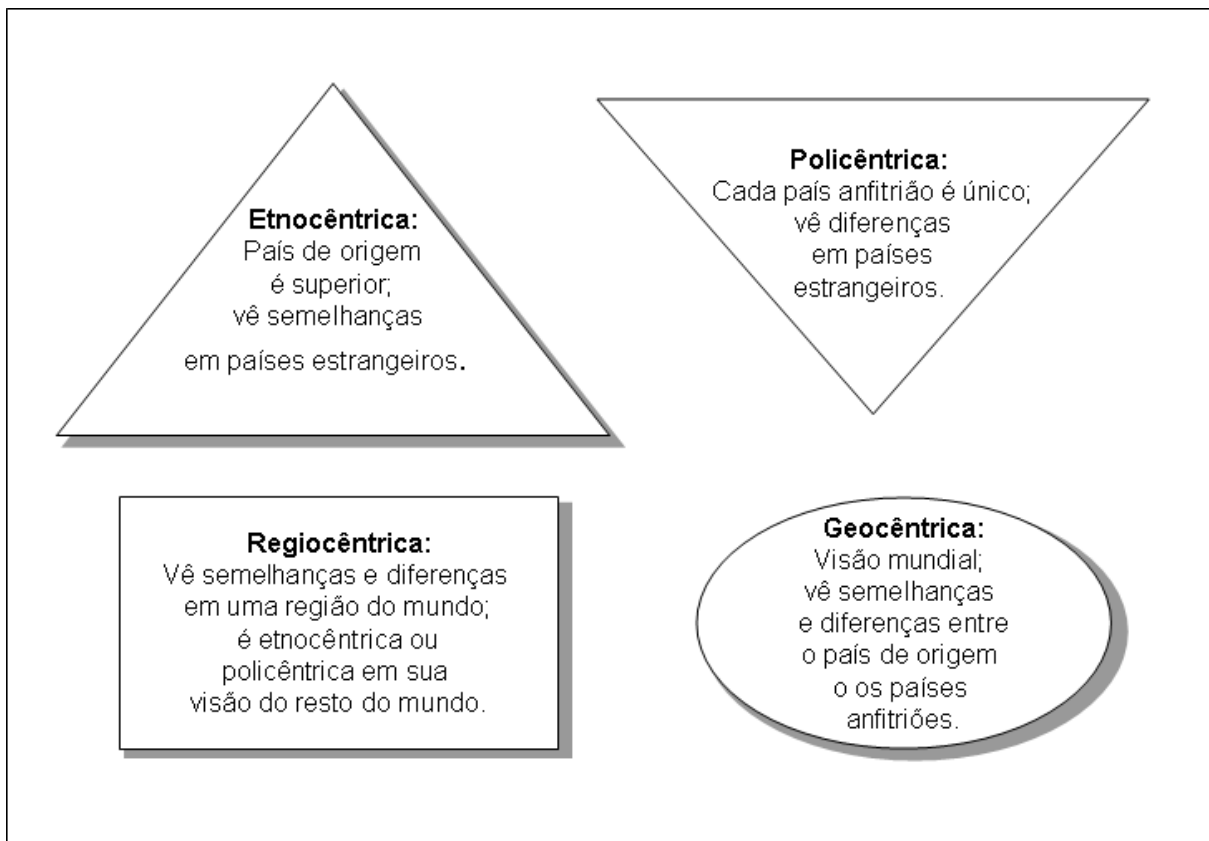 Etnocêntrica:
País de origem
é superior;
vê semelhanças
em países estrangeiros.
Policêntrica:
Cada país anfitrião é único;
vê diferenças
em países
estrangeiros.
Regiocêntrica:
Vê semelhanças e diferenças
em uma região do mundo;
é etnocêntrica ou
policêntrica em sua
visão do resto do mundo.
Geocêntrica:
Visão mundial;
vê semelhanças
e diferenças entre
o país de origem
o os países
anfitriões.